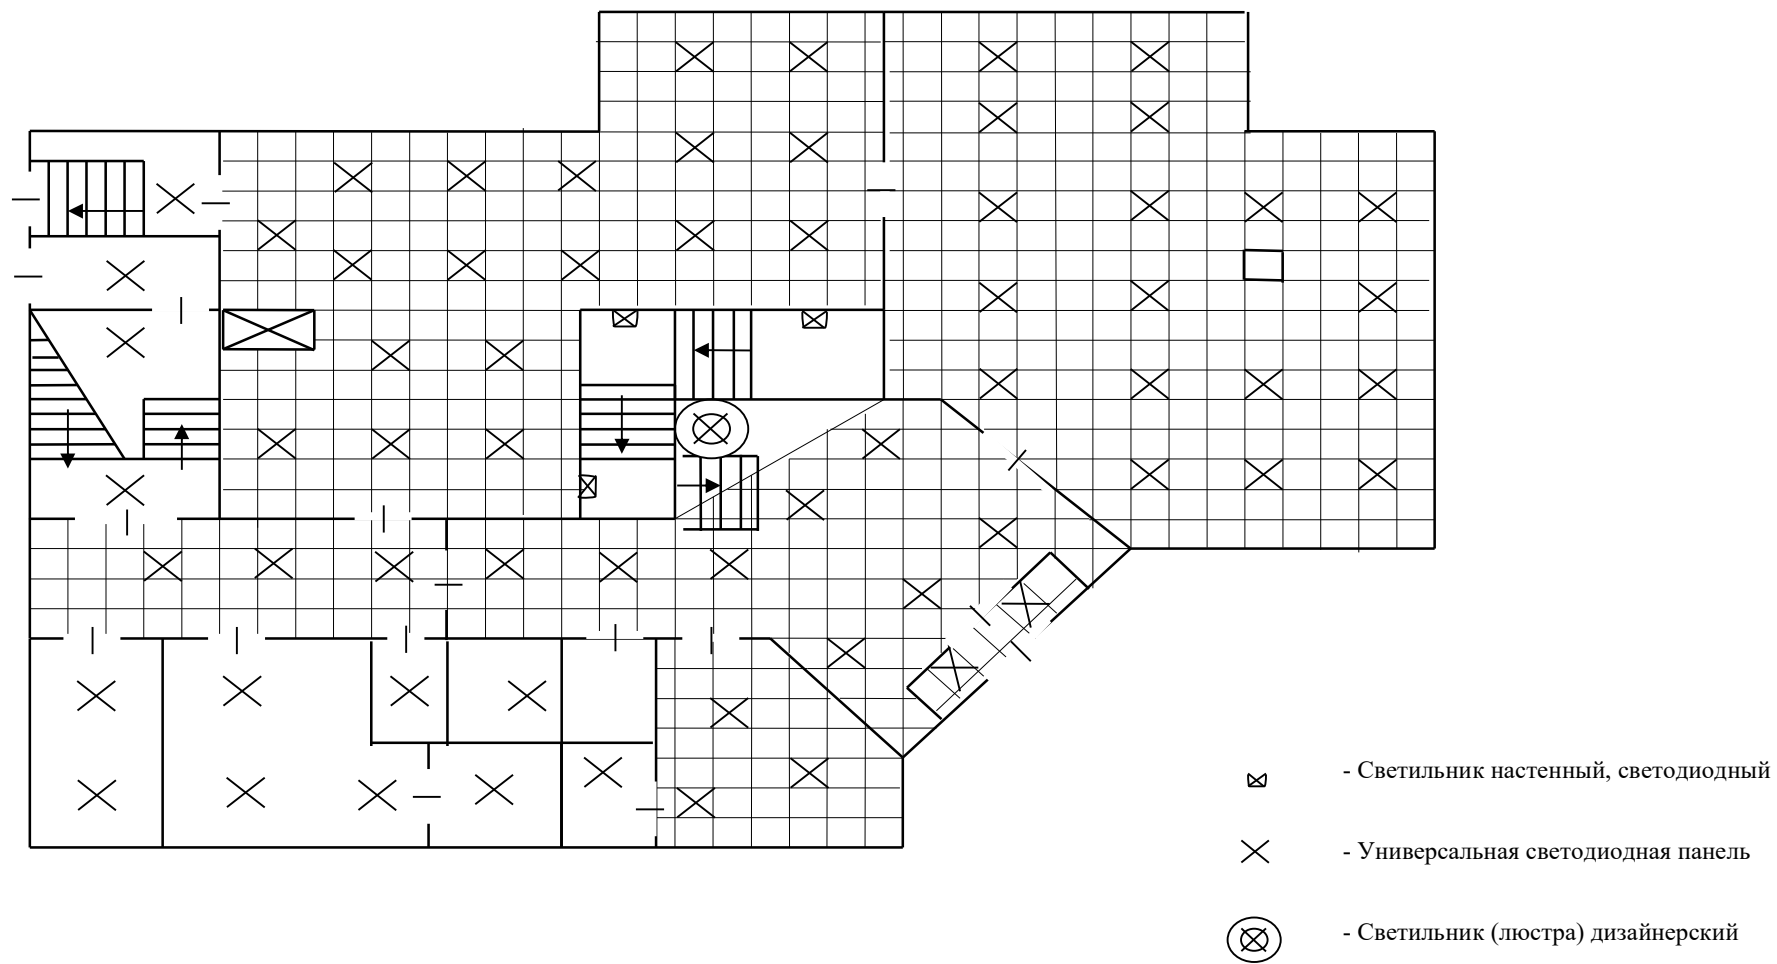 - Светильник настенный, светодиодный
- Универсальная светодиодная панель
- Светильник (люстра) дизайнерский